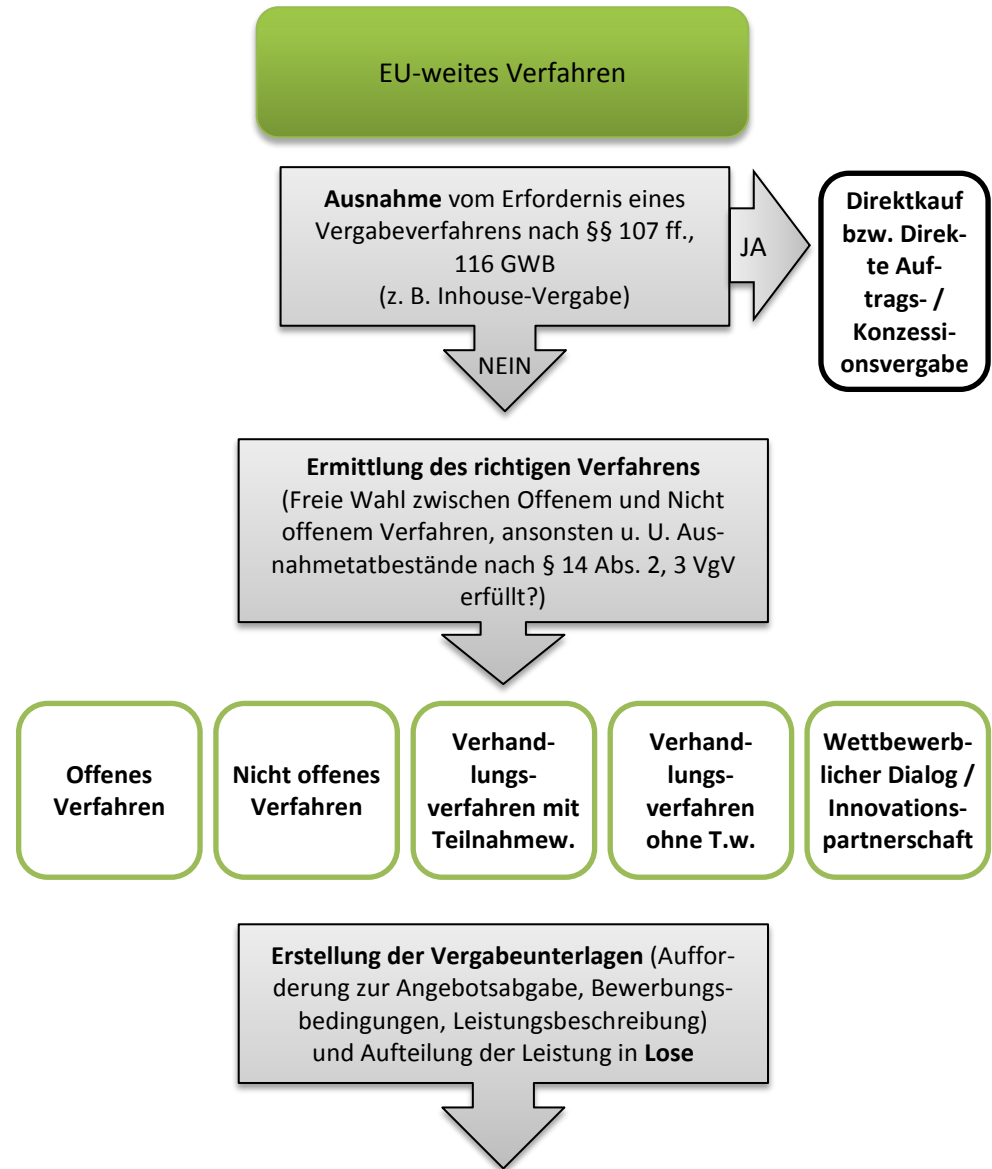 EU-weites Verfahren
Ausnahme vom Erfordernis eines
Vergabeverfahrens nach §§ 107 ff.,
116 GWB
(z. B. Inhouse-Vergabe)
JA
Direktkauf
bzw. Direk-
te Auf-
trags- /
Konzessi-
onsvergabe
NEIN
Ermittlung des richtigen Verfahrens
(Freie Wahl zwischen Offenem und Nicht
offenem Verfahren, ansonsten u. U. Aus-
nahmetatbestände nach § 14 Abs. 2, 3 VgV
erfüllt?)
Offenes
Verfahren
Nicht offenes
Verfahren
Verhand-
lungs-
verfahren mit
Teilnahmew.
Verhand-
lungs-
verfahren
ohne T.w.
Wettbewerb-
licher Dialog /
Innovations-
partnerschaft
Erstellung der Vergabeunterlagen (Auffor-
derung zur Angebotsabgabe, Bewerbungs-
bedingungen, Leistungsbeschreibung)
und Aufteilung der Leistung in Lose